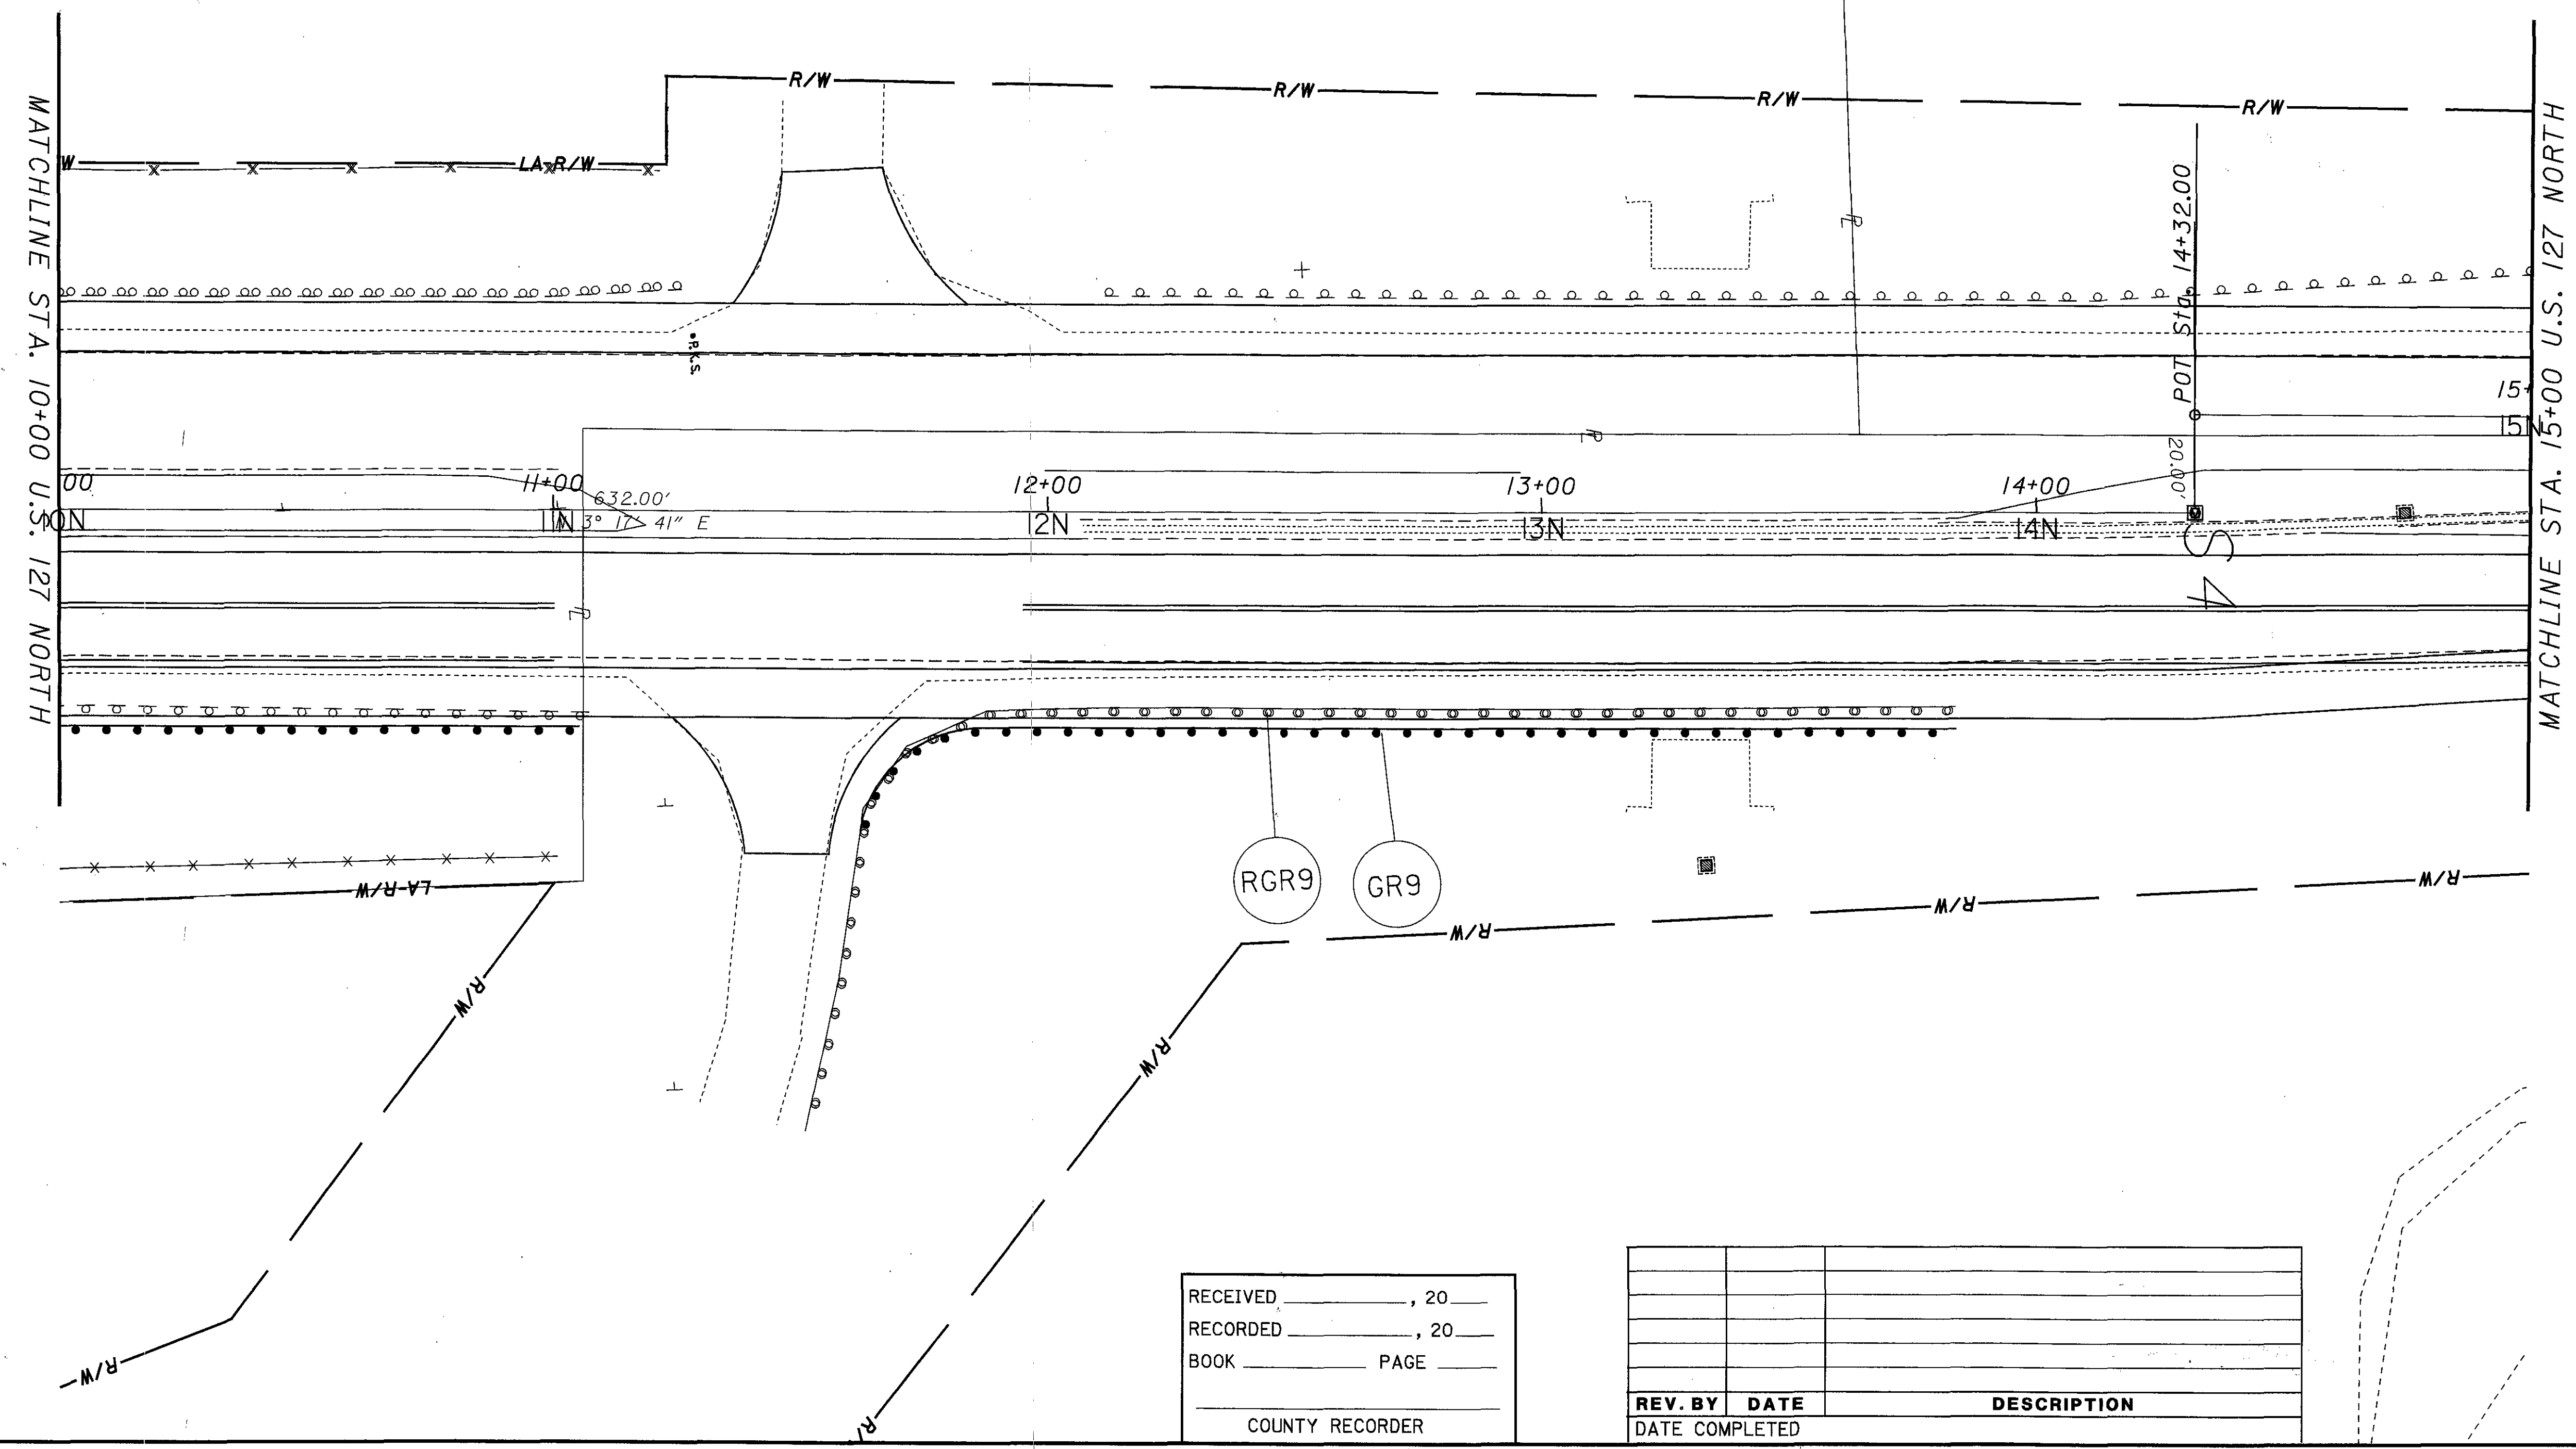 R/W
R/W
R/W
R/W
W
LA-R/W
MATCHLINE STA. 10+00 U.S. 127 NORTH
MATCHLINE STA. 15+00 U.S. 127 NORTH
P.K.S.
POT Sta. 14+32.00
20.00'
15+
15N
00
11+00
12+00
13+00
14+00
632.00'
3° 17' 41" E
10N
11N
12N
13N
14N
LA-R/W
RGR9
GR9
R/W
R/W
R/W
R/W
R/W
R/W
R/
RECEIVED , 20
RECORDED , 20
BOOK PAGE
COUNTY RECORDER
REV. BY DATE DESCRIPTION
DATE COMPLETED